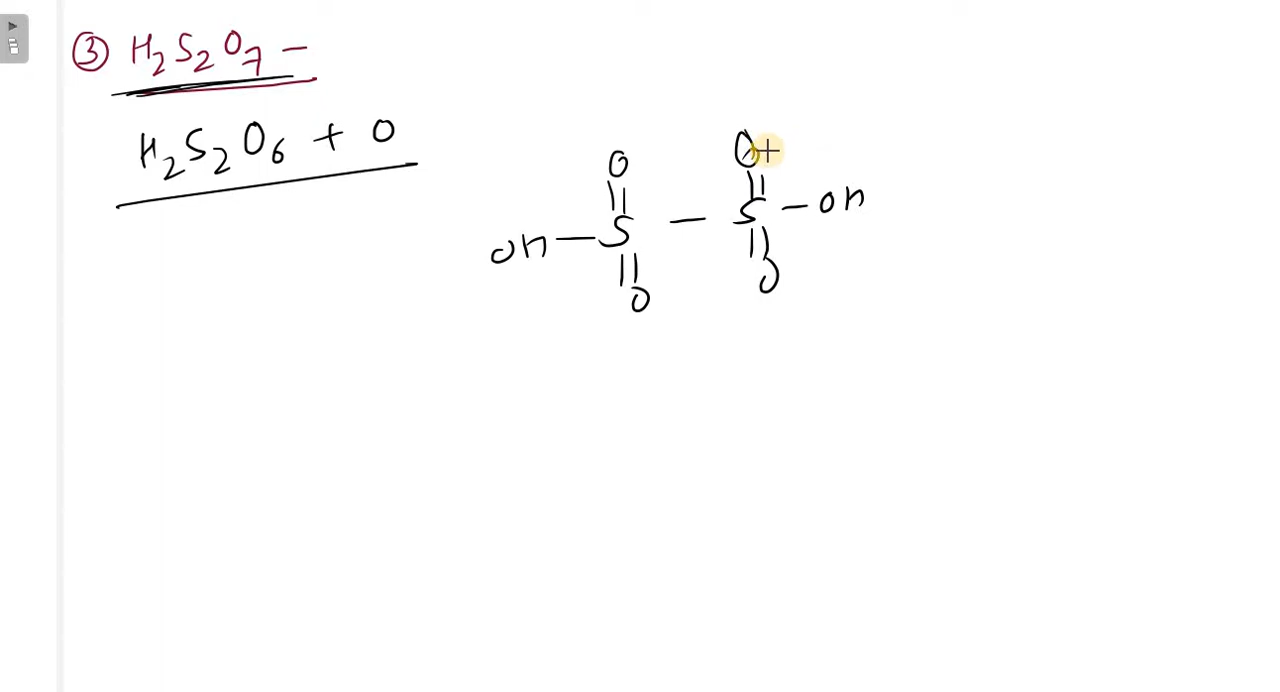 ③ H₂S₂O₇ –
H₂S₂O₆ + O
O O
OH – S – S – OH
O O